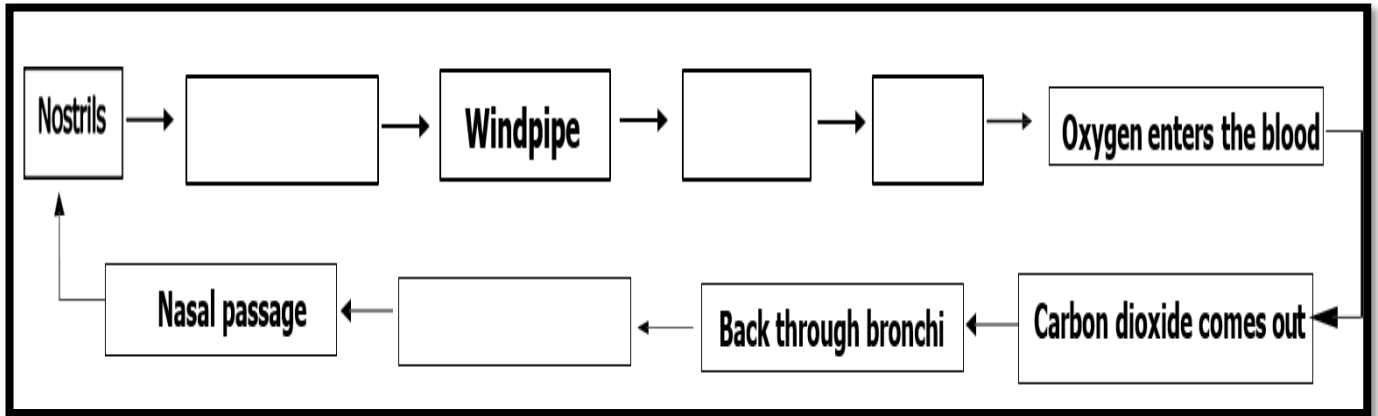 Nostrils
Windpipe
Oxygen enters the blood
Nasal passage
Back through bronchi
Carbon dioxide comes out